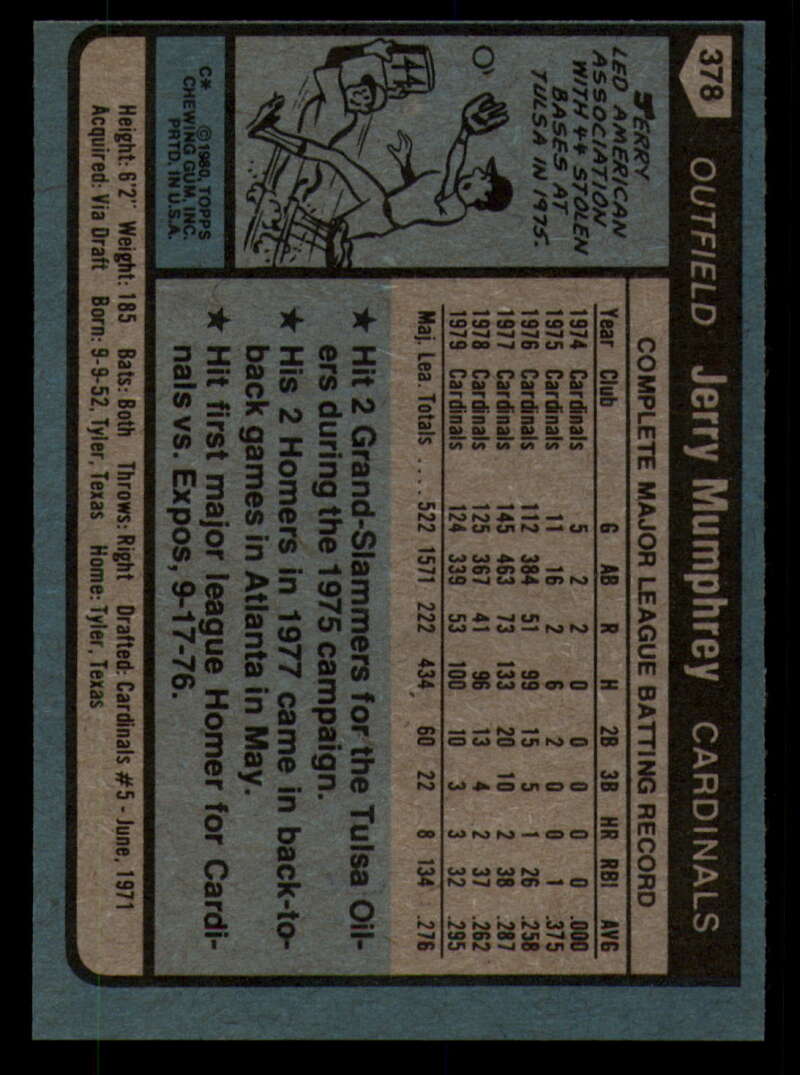 378
OUTFIELD Jerry Mumphrey CARDINALS
JERRY
LED AMERICAN
ASSOCIATION
WITH 44 STOLEN
BASES AT
TULSA IN 1975.
44
C* ©1980, TOPPS
CHEWING GUM, INC.
PRTD. IN U.S.A.
COMPLETE MAJOR LEAGUE BATTING RECORD
Year Club G AB R H 2B 3B HR RBI AVG
1974 Cardinals 5 2 2 0 0 0 0 0 .000
1975 Cardinals 11 16 2 6 2 0 0 1 .375
1976 Cardinals 112 384 51 99 15 5 1 26 .258
1977 Cardinals 145 463 73 133 20 10 2 38 .287
1978 Cardinals 125 367 41 96 13 4 2 37 .262
1979 Cardinals 124 339 53 100 10 3 3 32 .295
Maj. Lea. Totals .... 522 1571 222 434 60 22 8 134 .276
★ Hit 2 Grand-Slammers for the Tulsa Oil-
ers during the 1975 campaign.
★ His 2 Homers in 1977 came in back-to-
back games in Atlanta in May.
★ Hit first major league Homer for Cardi-
nals vs. Expos, 9-17-76.
Height: 6'2" Weight: 185 Bats: Both Throws: Right Drafted: Cardinals #5 - June, 1971
Acquired: Via Draft Born: 9-9-52, Tyler, Texas Home: Tyler, Texas